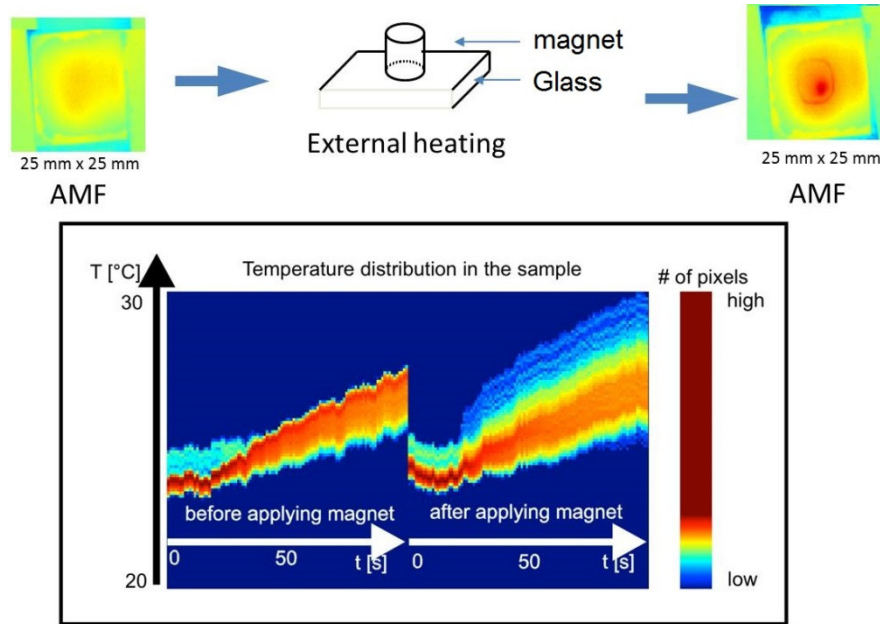 magnet
Glass
External heating
25 mm x 25 mm
AMF
25 mm x 25 mm
AMF
T [°C]
Temperature distribution in the sample
# of pixels
30
high
before applying magnet
after applying magnet
0
50
t [s]
0
50
t [s]
20
low